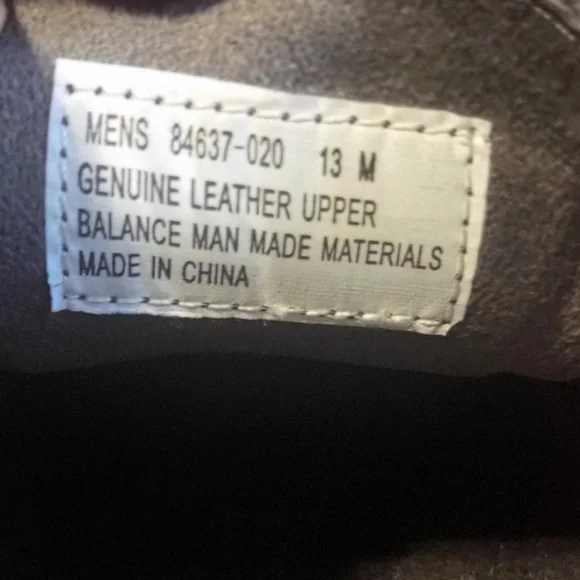 MENS 84637-020 13 M
GENUINE LEATHER UPPER
BALANCE MAN MADE MATERIALS
MADE IN CHINA